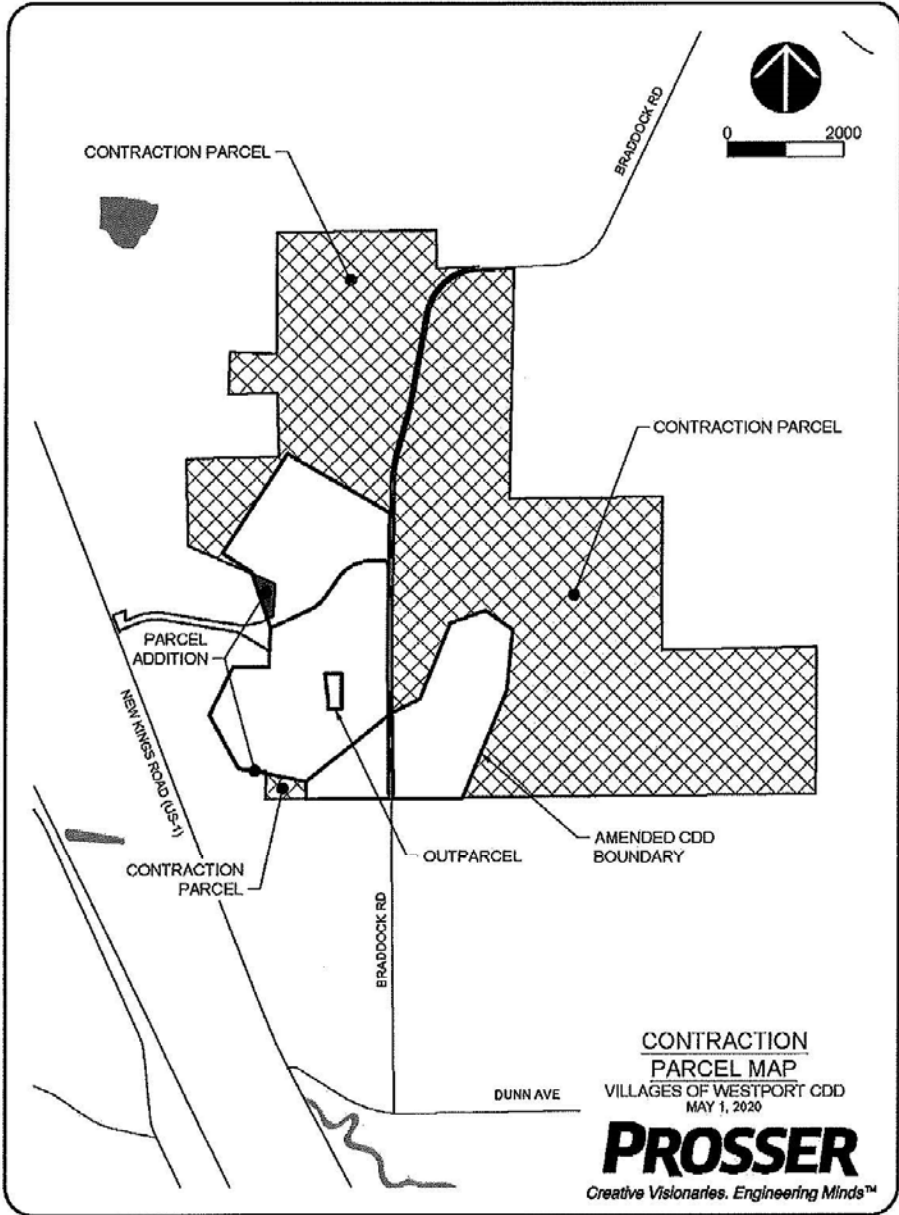 BRADDOCK RD
0 2000
CONTRACTION PARCEL
CONTRACTION PARCEL
PARCEL
ADDITION
NEW KINGS ROAD (US-1)
AMENDED CDD
BOUNDARY
OUTPARCEL
CONTRACTION
PARCEL
BRADDOCK RD
DUNN AVE
CONTRACTION
PARCEL MAP
VILLAGES OF WESTPORT CDD
MAY 1, 2020
PROSSER
Creative Visionaries. Engineering Minds™